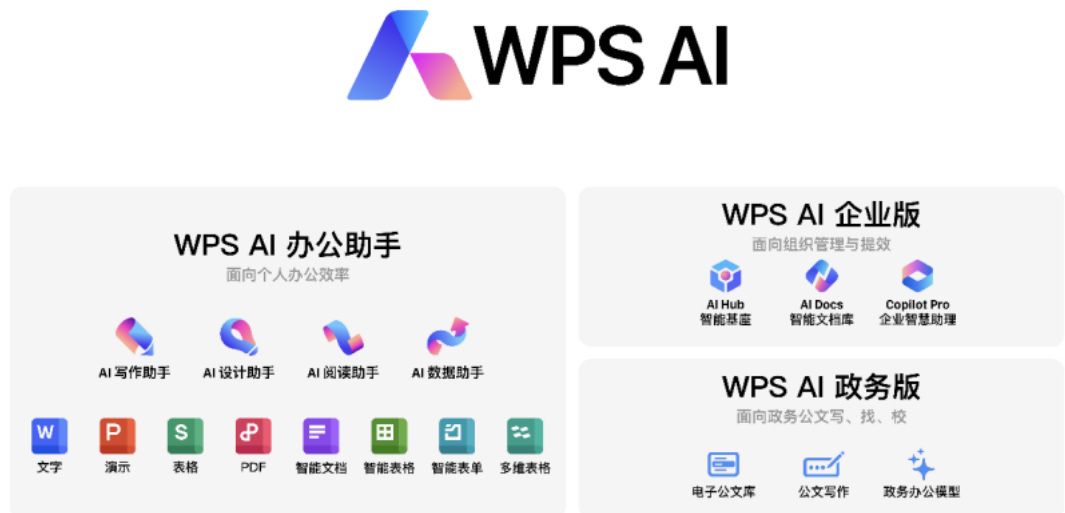 WPS AI
WPS AI 办公助手
面向个人办公效率
AI 写作助手
AI 设计助手
AI 阅读助手
AI 数据助手
W
P
S
文字
演示
表格
PDF
智能文档
智能表格
智能表单
多维表格
WPS AI 企业版
面向组织管理与提效
AI Hub
智能基座
AI Docs
智能文档库
Copilot Pro
企业智慧助理
WPS AI 政务版
面向政务公文写、找、校
电子公文库
公文写作
政务办公模型